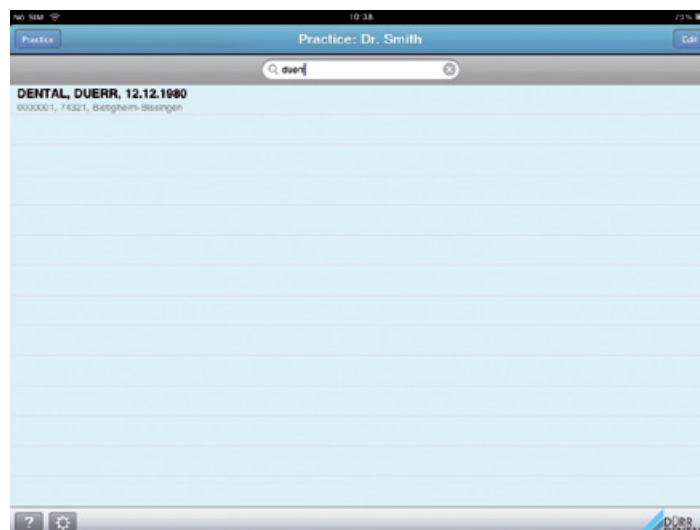 No SIM 10:38 73%
Practice Practice: Dr. Smith Edit
duerr
DENTAL, DUERR, 12.12.1980
0000001, 74321, Bietigheim-Bissingen
?
DÜRR